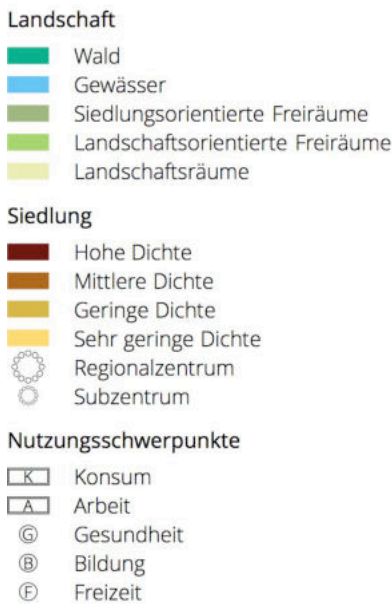 Landschaft
Wald
Gewässer
Siedlungsorientierte Freiräume
Landschaftsorientierte Freiräume
Landschaftsräume
Siedlung
Hohe Dichte
Mittlere Dichte
Geringe Dichte
Sehr geringe Dichte
Regionalzentrum
Subzentrum
Nutzungsschwerpunkte
K Konsum
A Arbeit
G Gesundheit
B Bildung
F Freizeit